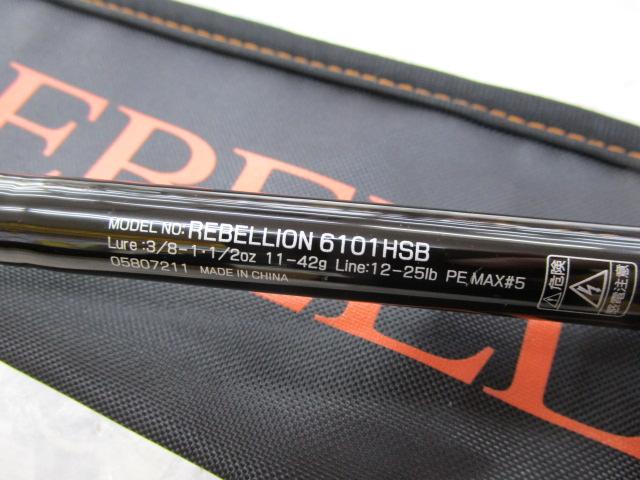 REBELL
MODEL NO: REBELLION 6101HSB
Lure :3/8-1·1/2oz 11-42g Line:12-25lb PE MAX#5
05807211 MADE IN CHINA
危険
感電注意